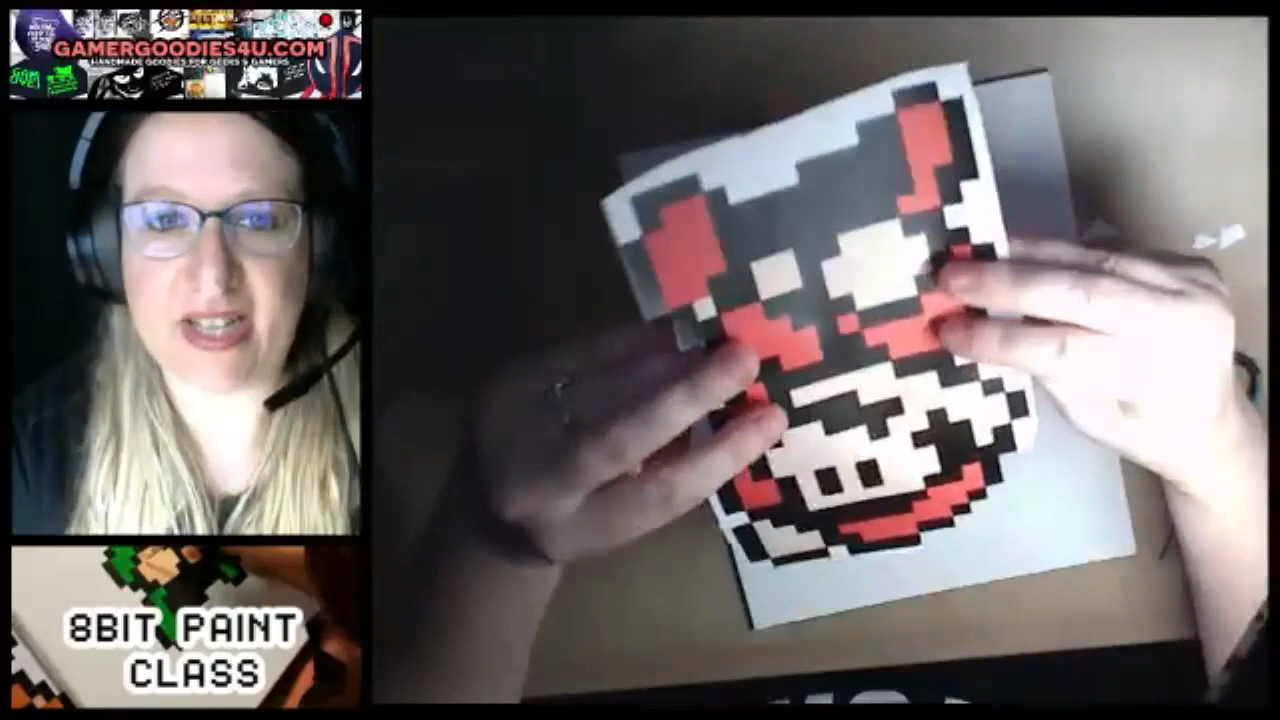 GAMERGOODIES4U.COM
HANDMADE GOODIES FOR GEEKS & GAMERS
8BIT PAINT
CLASS